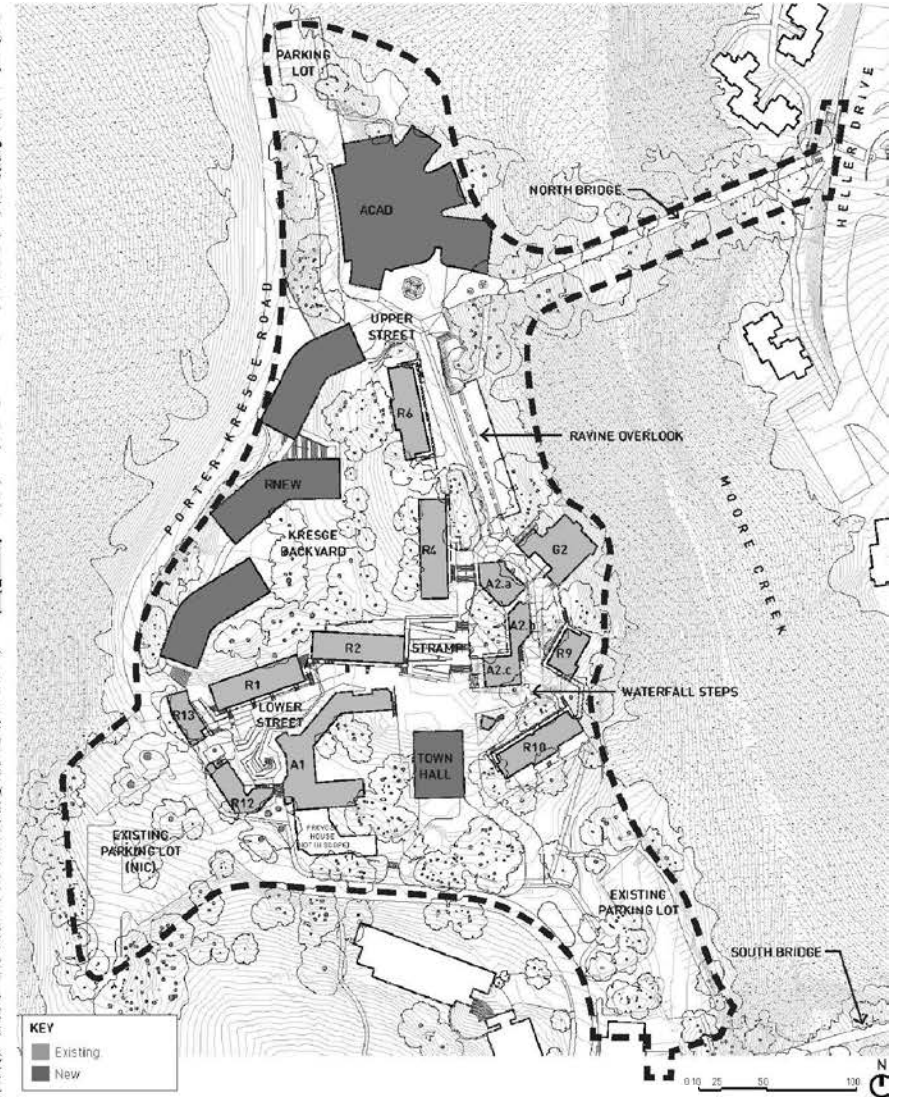 PARKING
LOT
HELLER DRIVE
NORTH BRIDGE
ACAD
PORTER-KRESGE ROAD
UPPER
STREET
R6
RAVINE OVERLOOK
MOORE CREEK
RNEW
KRESGE
BACKYARD
R4
G2
A2.a
A2.b
R2
STRAMP
A2.c
R9
R1
WATERFALL STEPS
R13
LOWER
STREET
A1
R10
TOWN
HALL
R12
HOUSE
EXISTING
PARKING LOT
(NIC)
EXISTING
PARKING LOT
SOUTH BRIDGE
KEY
Existing
New
N
0 10 25 50 100